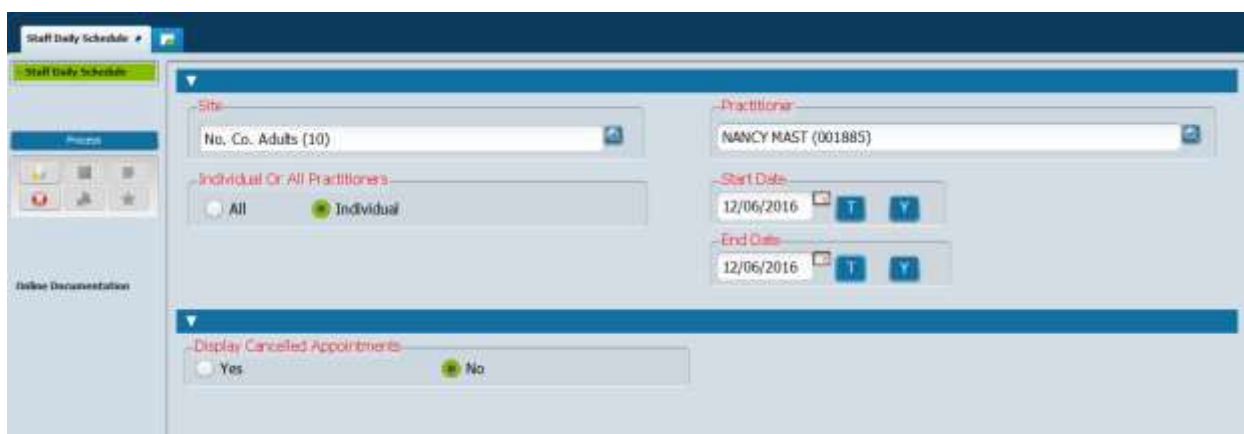 Staff Daily Schedule
Staff Daily Schedule
Process
Online Documentation
Site
No. Co. Adults (10)
Practitioner
NANCY MAST (001885)
Individual Or All Practitioners
All Individual
Start Date
12/06/2016 T Y
End Date
12/06/2016 T Y
Display Cancelled Appointments
Yes No